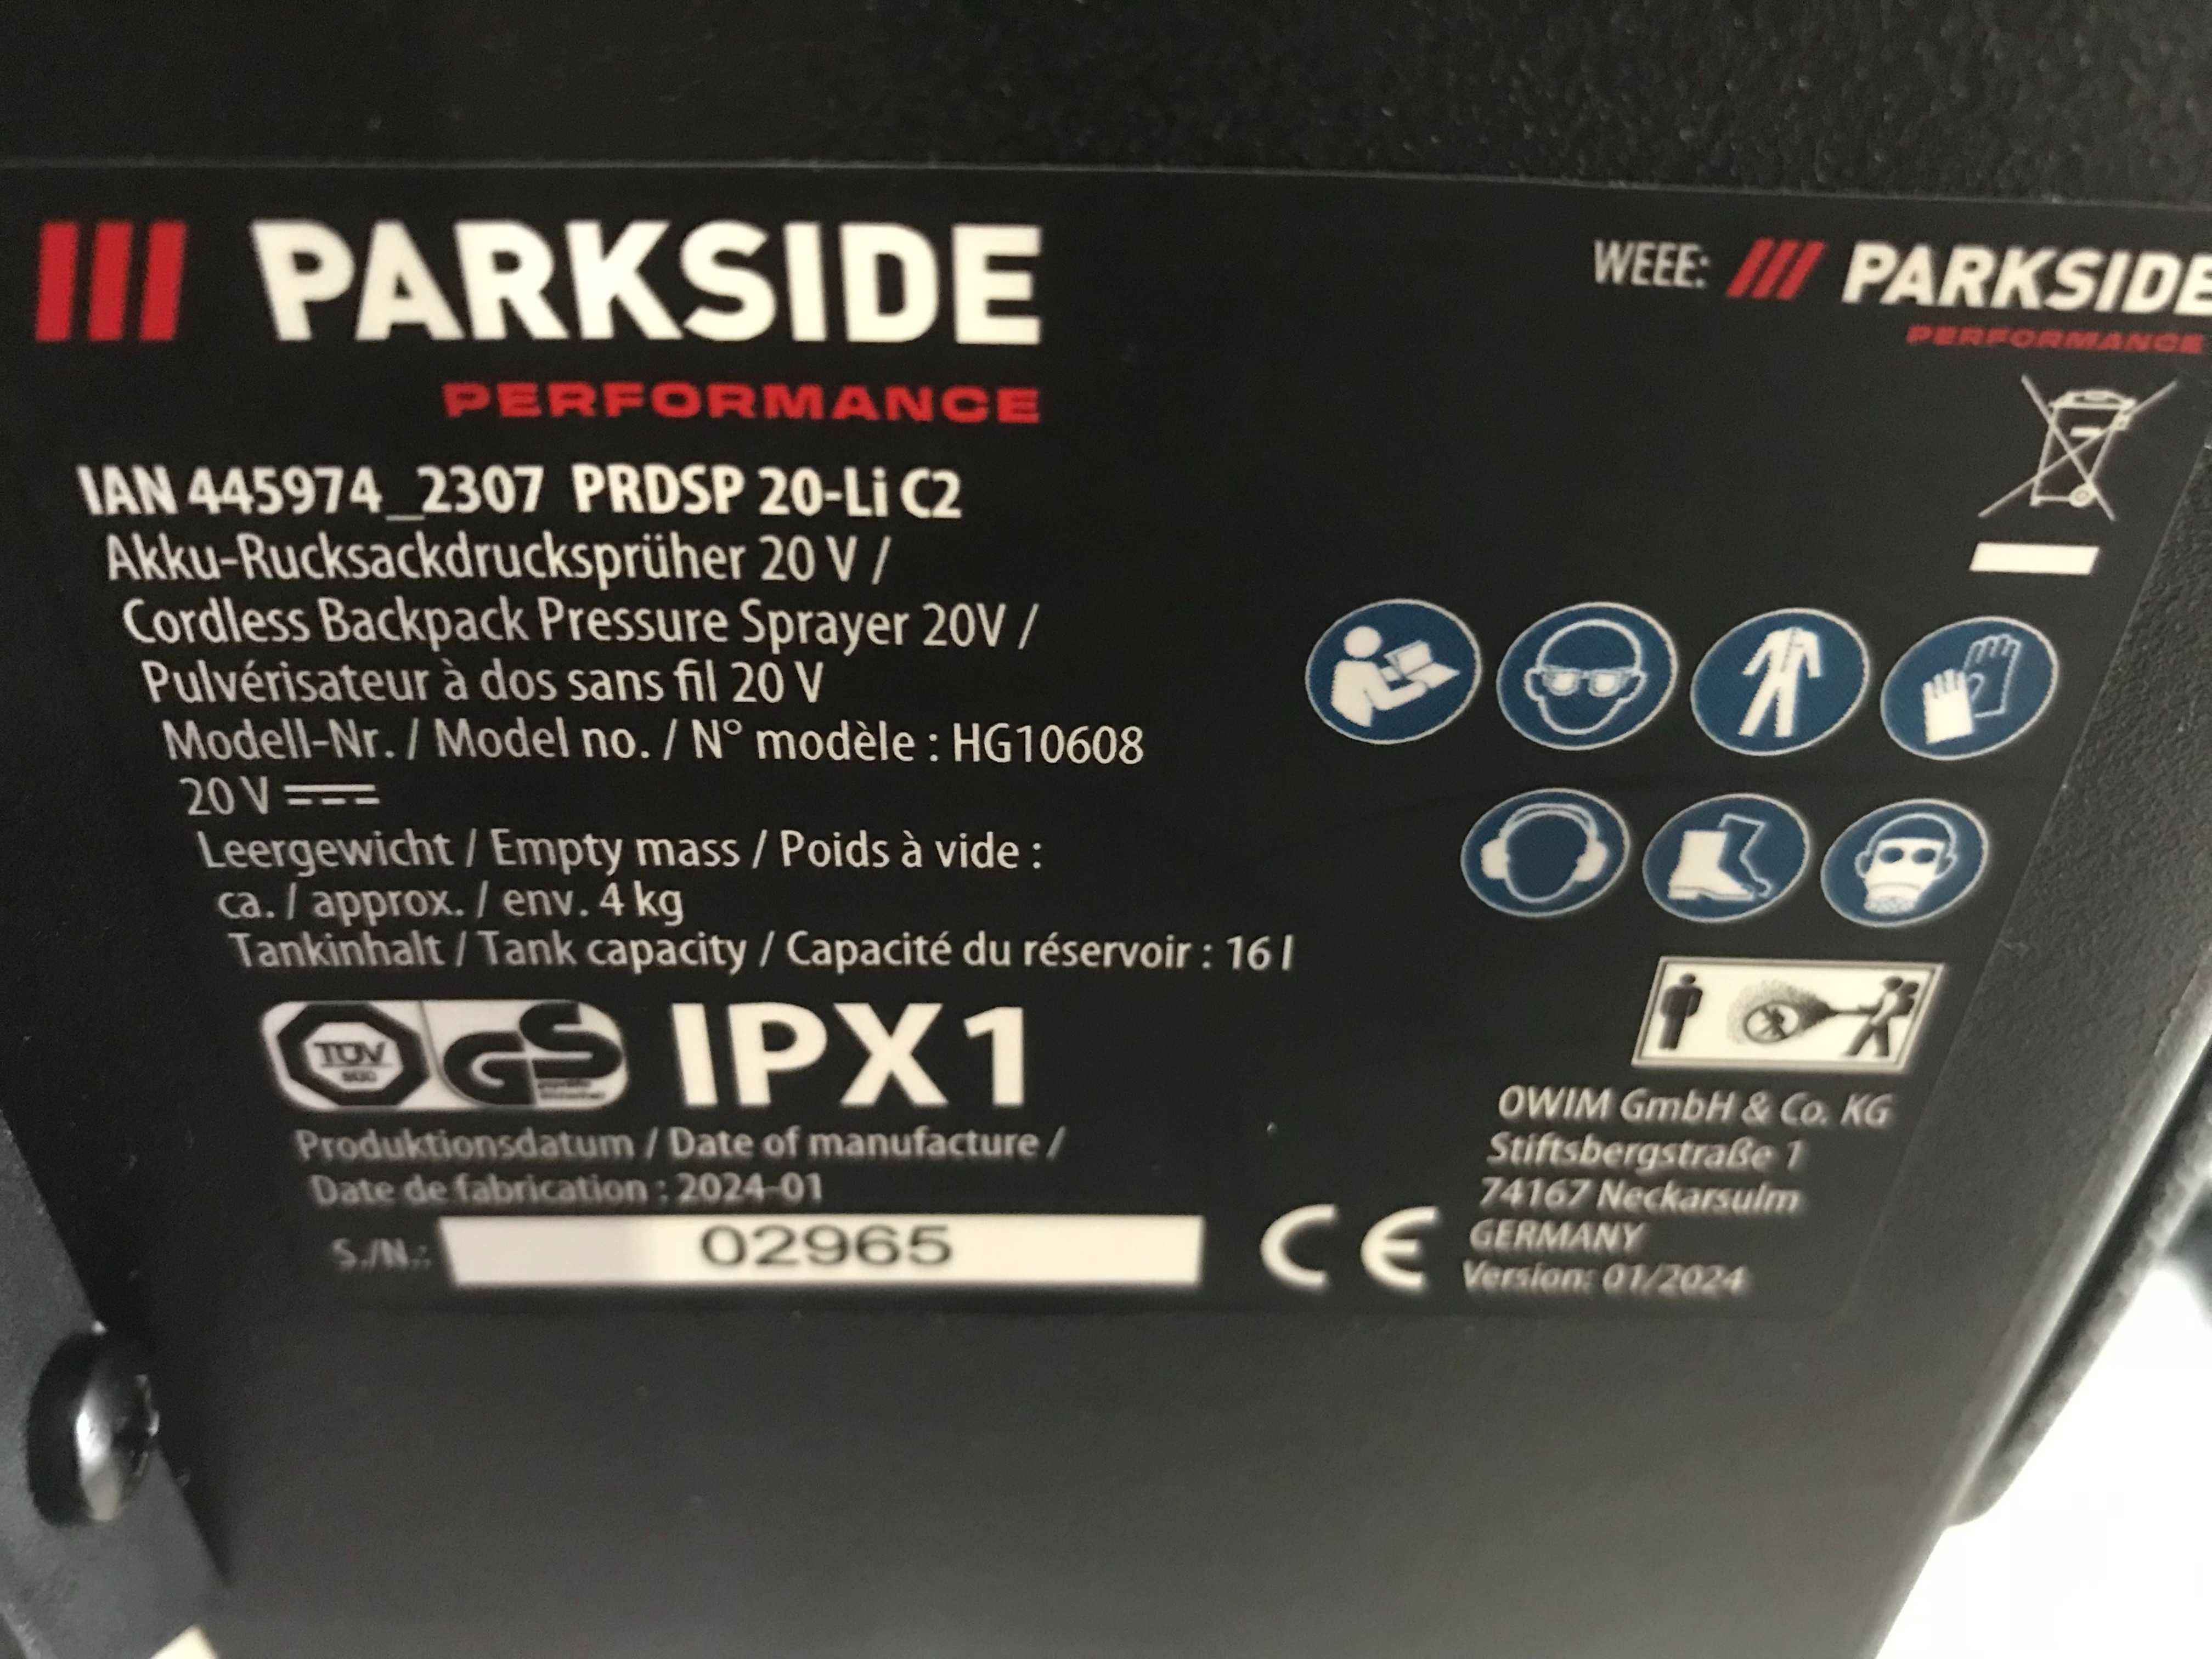 PARKSIDE
PERFORMANCE
IAN 445974_2307 PRDSP 20-Li C2
Akku-Rucksackdrucksprüher 20 V /
Cordless Backpack Pressure Sprayer 20V /
Pulvérisateur à dos sans fil 20 V
Modell-Nr. / Model no. / N° modèle : HG10608
20 V
Leergewicht / Empty mass / Poids à vide :
ca. / approx. / env. 4 kg
Tankinhalt / Tank capacity / Capacité du réservoir : 16 l
TÜV
GS
IPX1
Produktionsdatum / Date of manufacture /
Date de fabrication : 2024-01
S./N.: 02965
WEEE: PARKSIDE
PERFORMANCE
CE
OWIM GmbH & Co. KG
Stiftsbergstraße 1
74167 Neckarsulm
GERMANY
Version: 01/2024